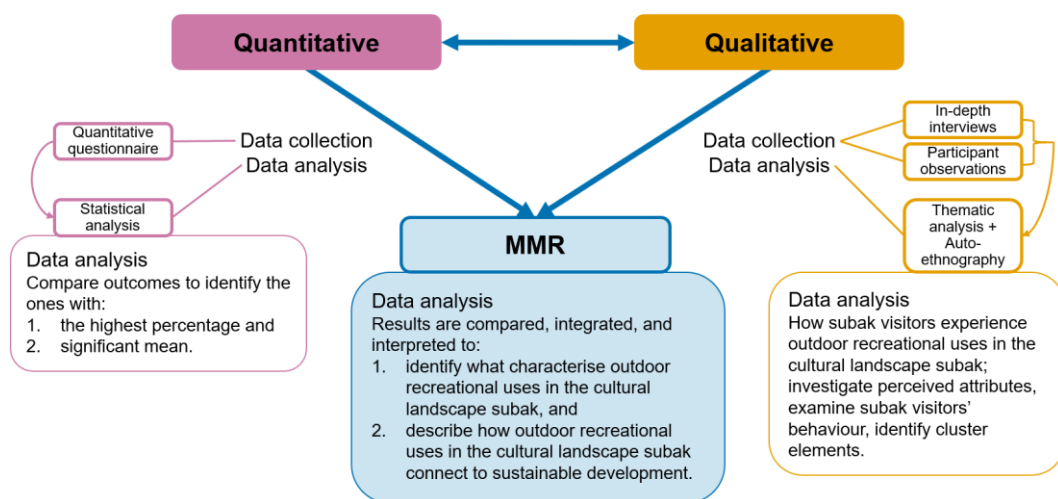 Quantitative
Qualitative
Quantitative
questionnaire
Data collection
Data analysis
Statistical
analysis
Data analysis
Compare outcomes to identify the
ones with:
1. the highest percentage and
2. significant mean.
MMR
Data analysis
Results are compared, integrated, and
interpreted to:
1. identify what characterise outdoor
recreational uses in the cultural
landscape subak, and
2. describe how outdoor recreational
uses in the cultural landscape subak
connect to sustainable development.
Data collection
Data analysis
In-depth
interviews
Participant
observations
Thematic
analysis +
Auto-
ethnography
Data analysis
How subak visitors experience
outdoor recreational uses in the
cultural landscape subak;
investigate perceived attributes,
examine subak visitors’
behaviour, identify cluster
elements.